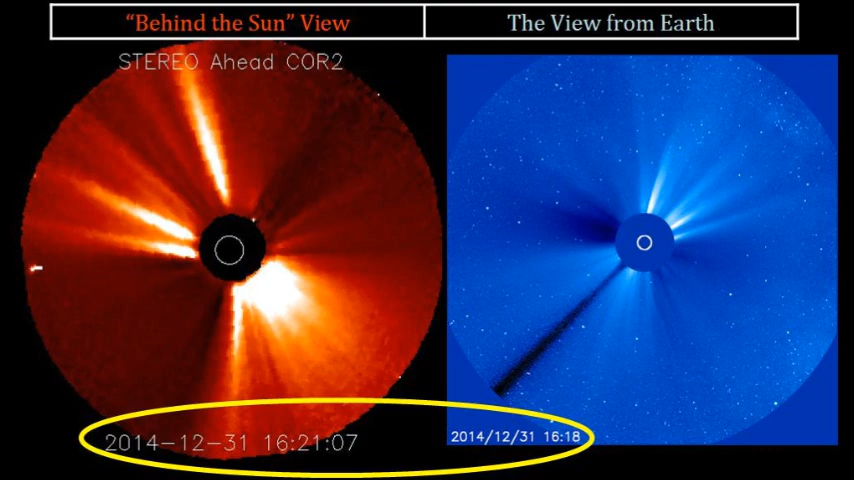 “Behind the Sun” View
The View from Earth
STEREO Ahead COR2
2014-12-31 16:21:07
2014/12/31 16:18